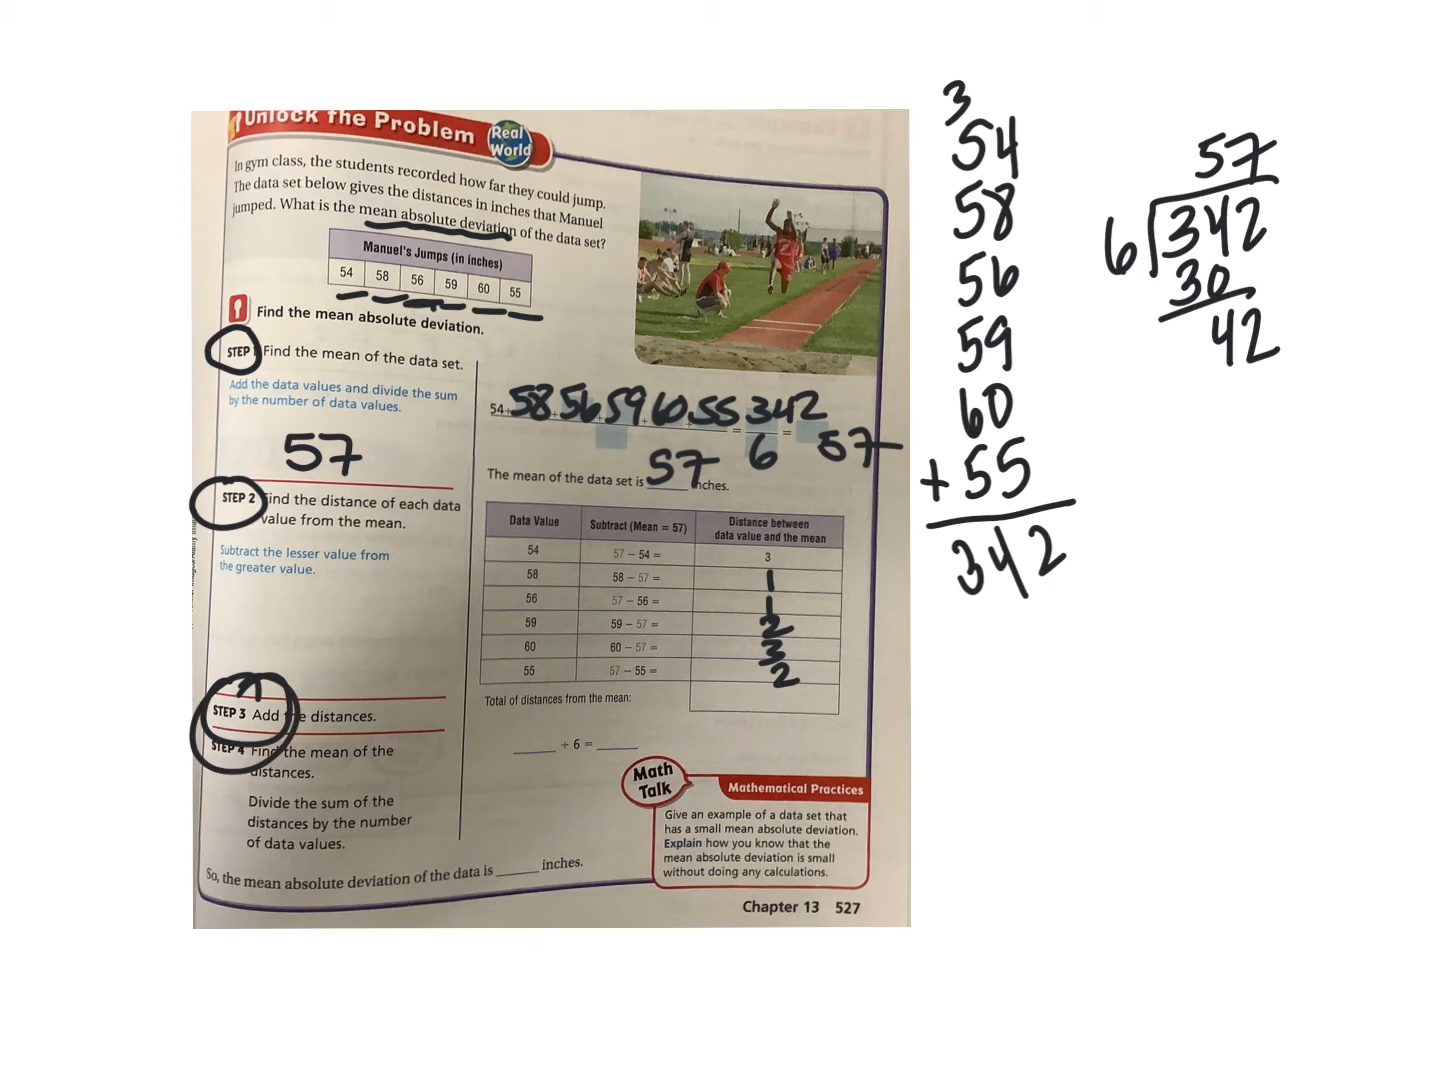 Unlock the Problem
Real
World
In gym class, the students recorded how far they could jump.
The data set below gives the distances in inches that Manuel
jumped. What is the mean absolute deviation of the data set?
Manuel's Jumps (in inches)
54 58 56 59 60 55
Find the mean absolute deviation.
STEP Find the mean of the data set.
Add the data values and divide the sum
by the number of data values.
57
54+ 58 56 59 60 55 = 342 / 6 = 57
The mean of the data set is 57 inches.
STEP 2 Find the distance of each data
value from the mean.
Subtract the lesser value from
the greater value.
Data Value Subtract (Mean = 57) Distance between
data value and the mean
54 57 – 54 = 3
58 58 – 57 = 1
56 57 – 56 = 1
59 59 – 57 = 2
60 60 – 57 = 3
55 57 – 55 = 2
Total of distances from the mean:
STEP 3 Add the distances.
STEP 4 Find the mean of the
distances.
Divide the sum of the
distances by the number
of data values.
÷ 6 =
So, the mean absolute deviation of the data is ______ inches.
Math
Talk
Mathematical Practices
Give an example of a data set that
has a small mean absolute deviation.
Explain how you know that the
mean absolute deviation is small
without doing any calculations.
Chapter 13 527
3
54
58
56
59
60
+ 55
342
57
6 342
30
42